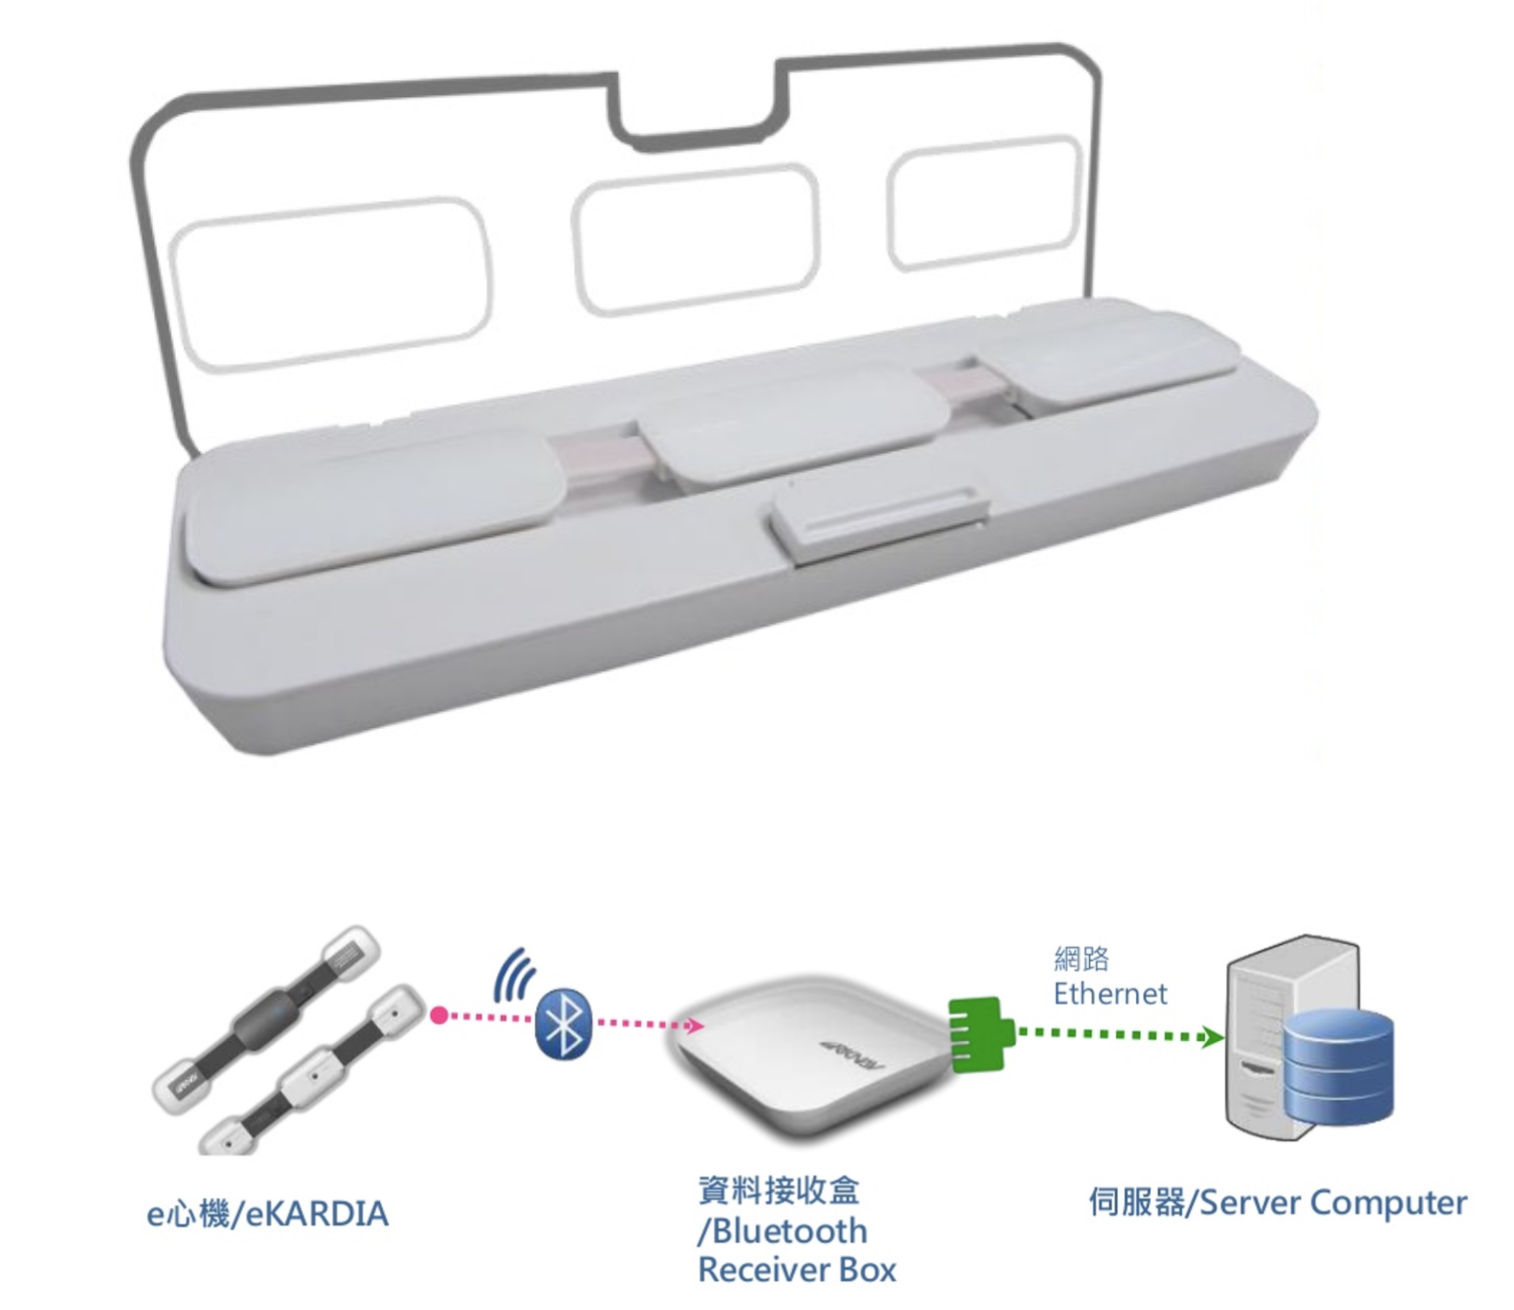 網路
Ethernet
e心機/eKARDIA
資料接收盒
/Bluetooth
Receiver Box
伺服器/Server Computer